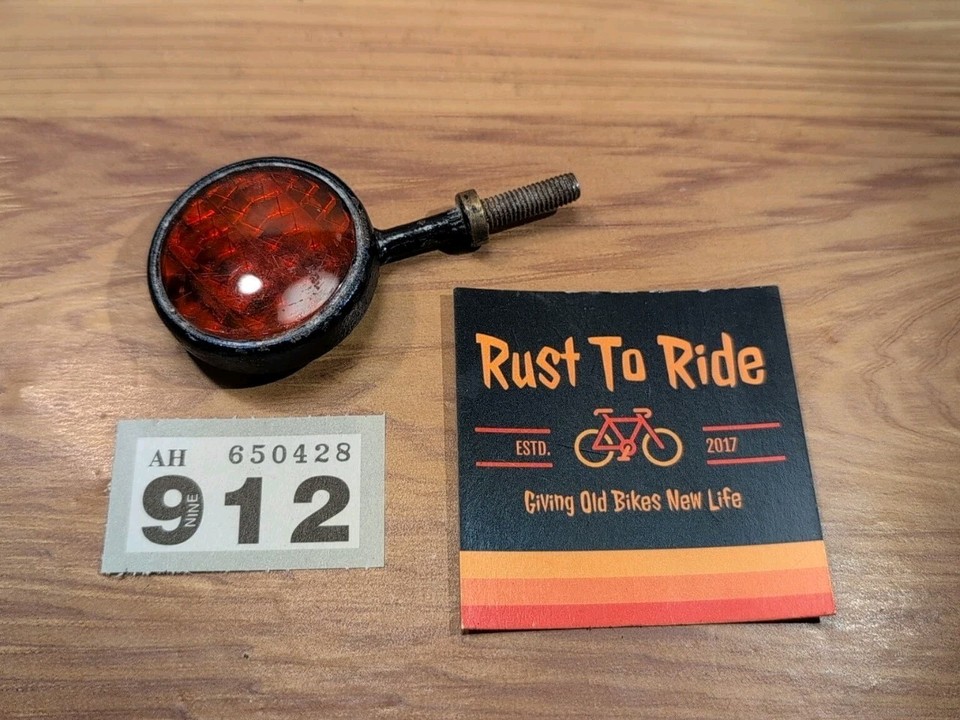 AH 650428
9 NINE 12
Rust To Ride
ESTD. 2017
Giving Old Bikes New Life